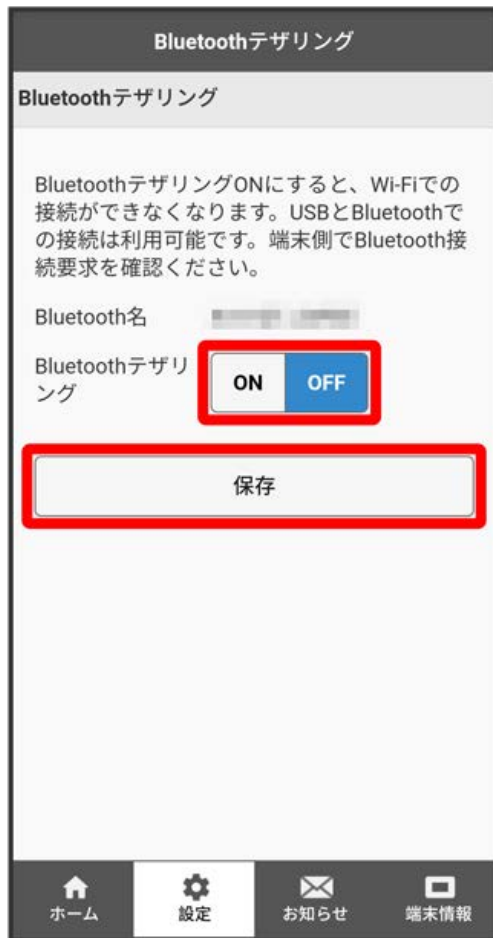 Bluetoothテザリング
Bluetoothテザリング
BluetoothテザリングONにすると、Wi-Fiでの
接続ができなくなります。USBとBluetoothで
の接続は利用可能です。端末側でBluetooth接
続要求を確認ください。
Bluetooth名
Bluetoothテザリ
ング
ON OFF
保存
ホーム 設定 お知らせ 端末情報